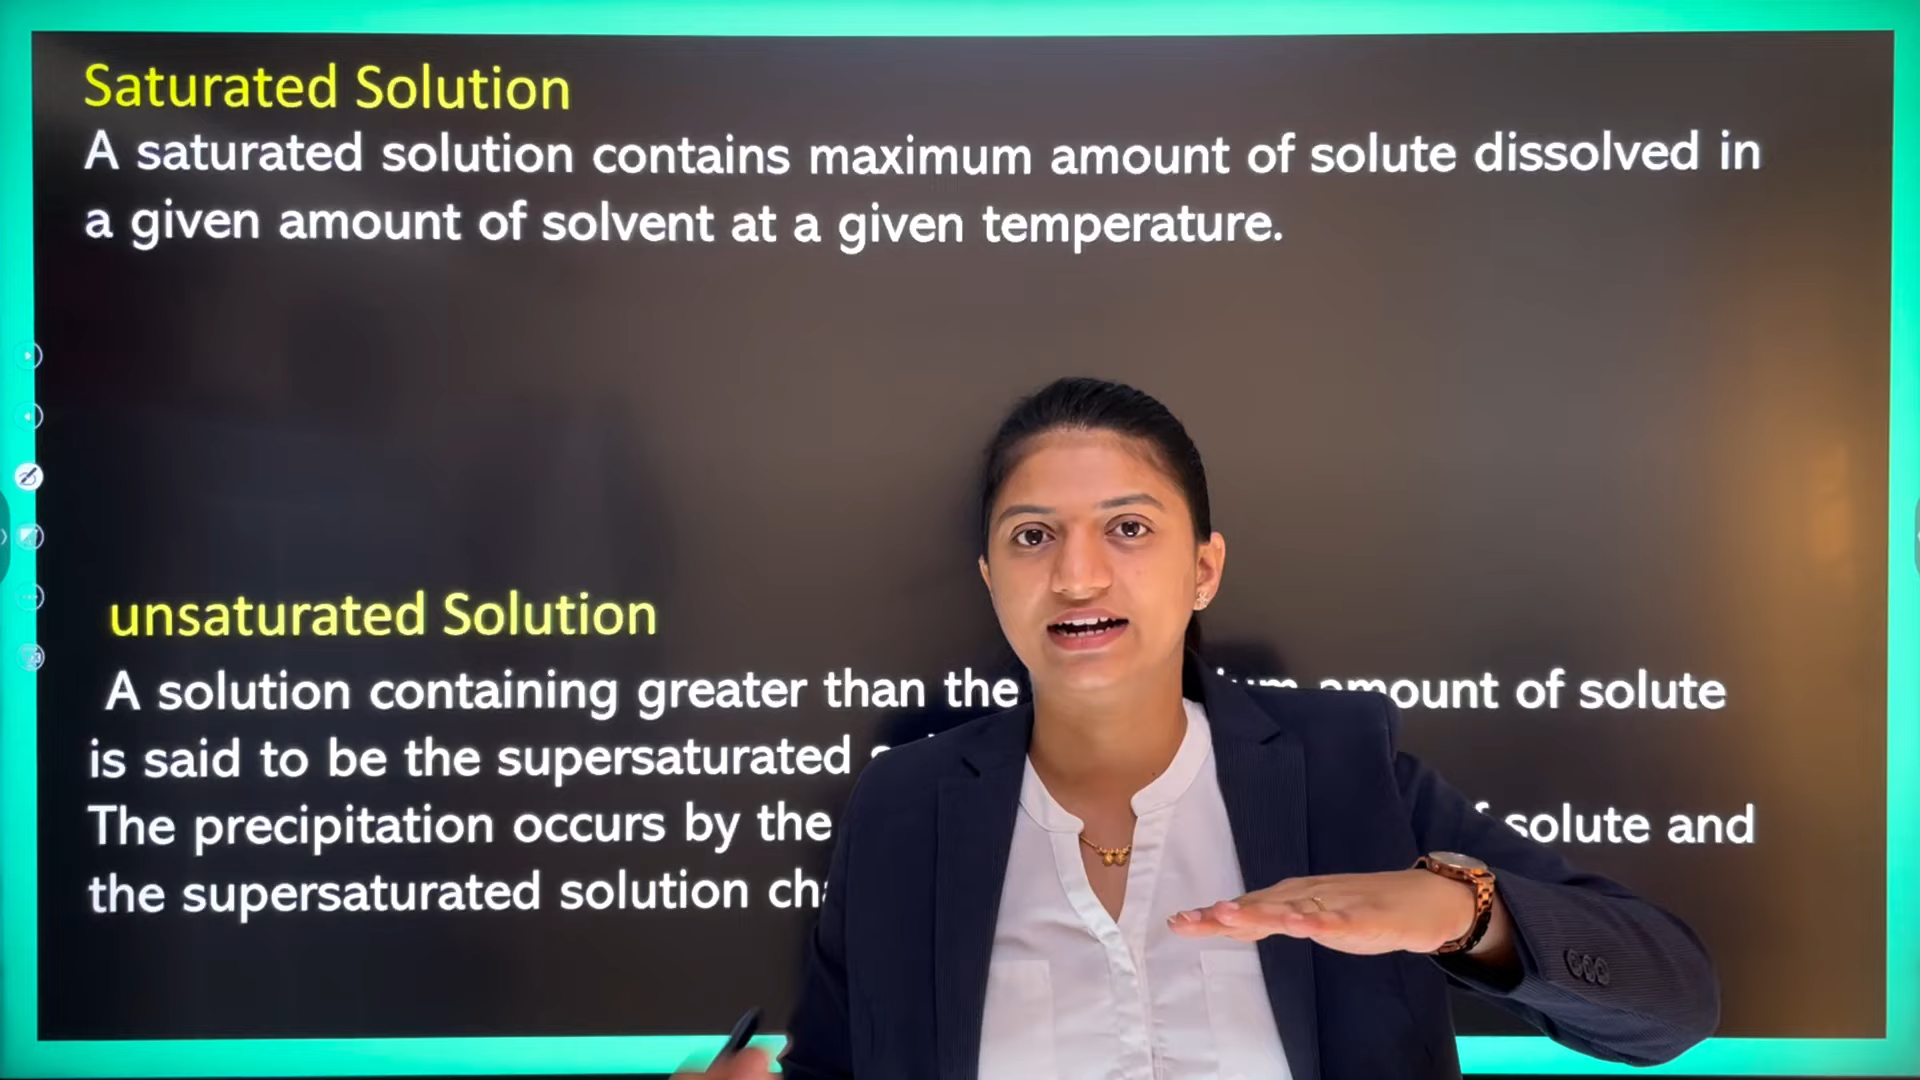 Saturated Solution
A saturated solution contains maximum amount of solute dissolved in
a given amount of solvent at a given temperature.
unsaturated Solution
A solution containing greater than the amount of solute
is said to be the supersaturated
The precipitation occurs by the solute and
the supersaturated solution